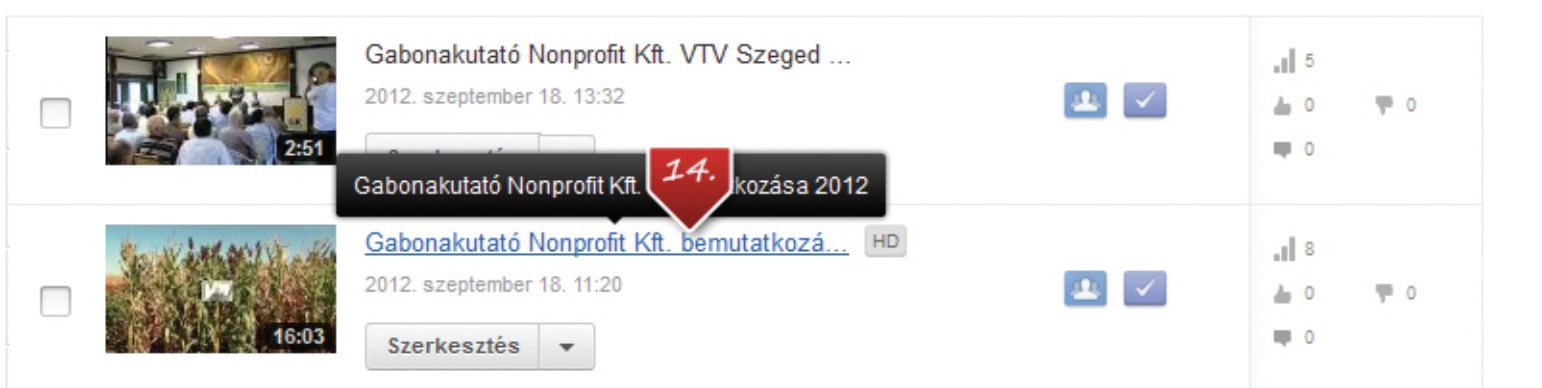 Gabonakutató Nonprofit Kft. VTV Szeged ...
2012. szeptember 18. 13:32
2:51
5
0 0
0
Gabonakutató Nonprofit Kft. 14. kozása 2012
Gabonakutató Nonprofit Kft. bemutatkozá... HD
2012. szeptember 18. 11:20
16:03
Szerkesztés
8
0 0
0